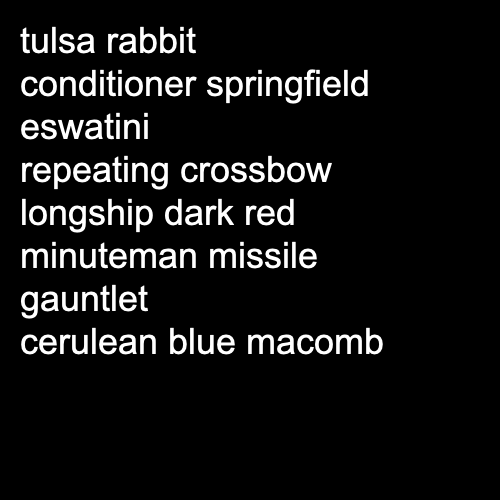 tulsa rabbit
conditioner springfield
eswatini
repeating crossbow
longship dark red
minuteman missile
gauntlet
cerulean blue macomb